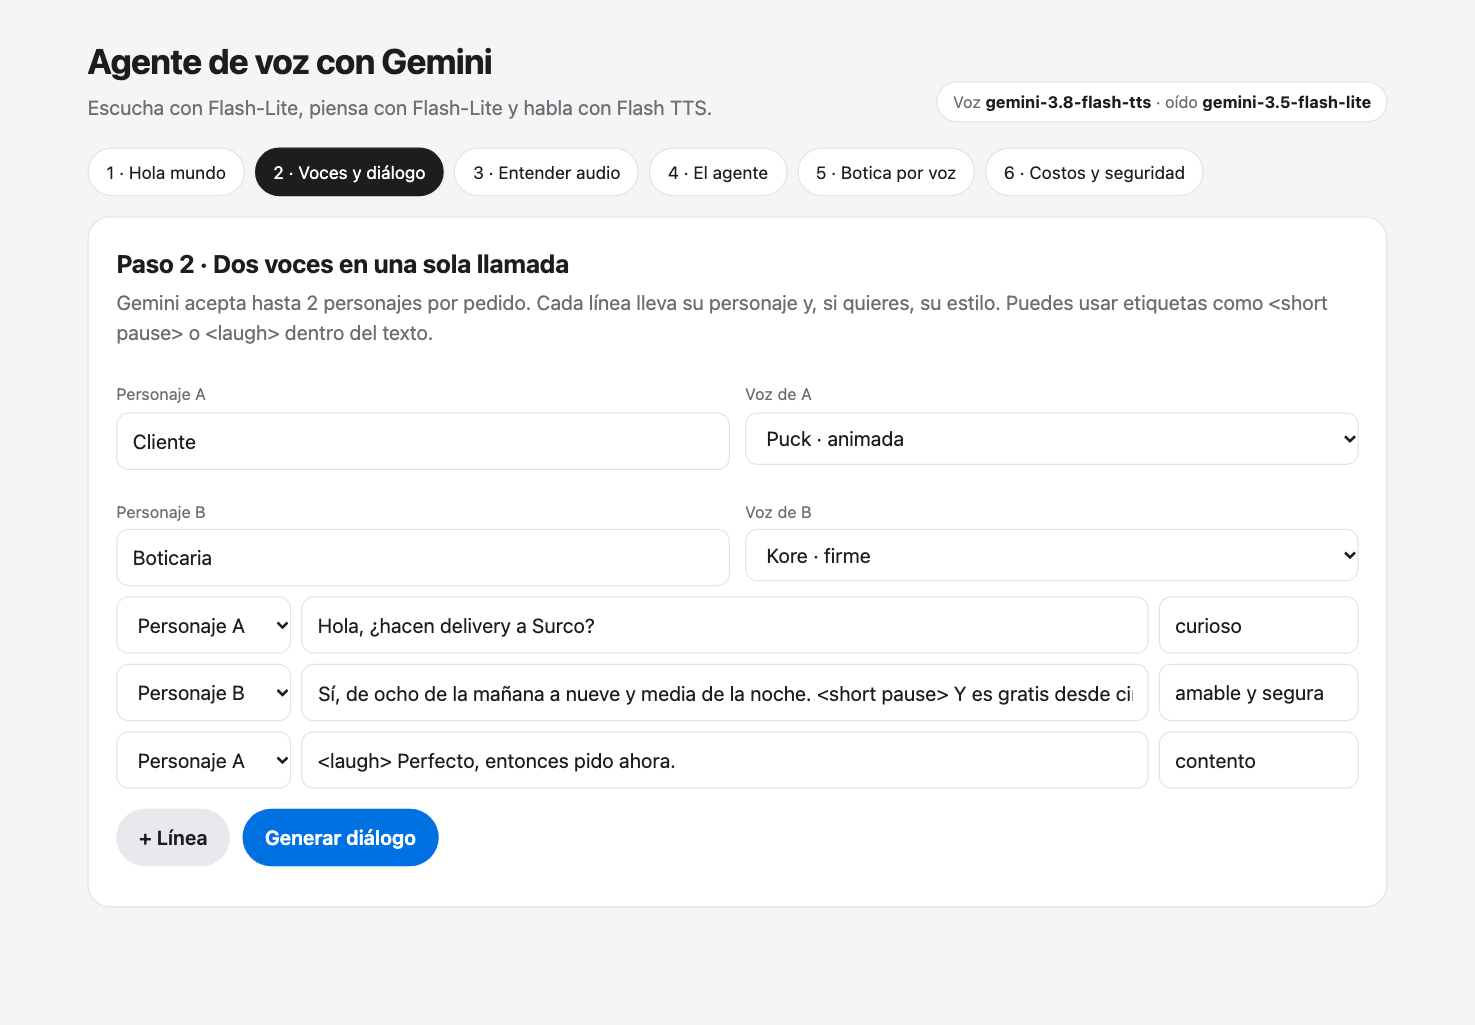 Agente de voz con Gemini
Escucha con Flash-Lite, piensa con Flash-Lite y habla con Flash TTS.
Voz gemini-3.8-flash-tts · oído gemini-3.5-flash-lite
1 · Hola mundo
2 · Voces y diálogo
3 · Entender audio
4 · El agente
5 · Botica por voz
6 · Costos y seguridad
Paso 2 · Dos voces en una sola llamada
Gemini acepta hasta 2 personajes por pedido. Cada línea lleva su personaje y, si quieres, su estilo. Puedes usar etiquetas como <short
pause> o <laugh> dentro del texto.
Personaje A
Voz de A
Cliente
Puck · animada
Personaje B
Voz de B
Boticaria
Kore · firme
Personaje A
Hola, ¿hacen delivery a Surco?
curioso
Personaje B
Sí, de ocho de la mañana a nueve y media de la noche. <short pause> Y es gratis desde
amable y segura
Personaje A
<laugh> Perfecto, entonces pido ahora.
contento
+ Línea
Generar diálogo